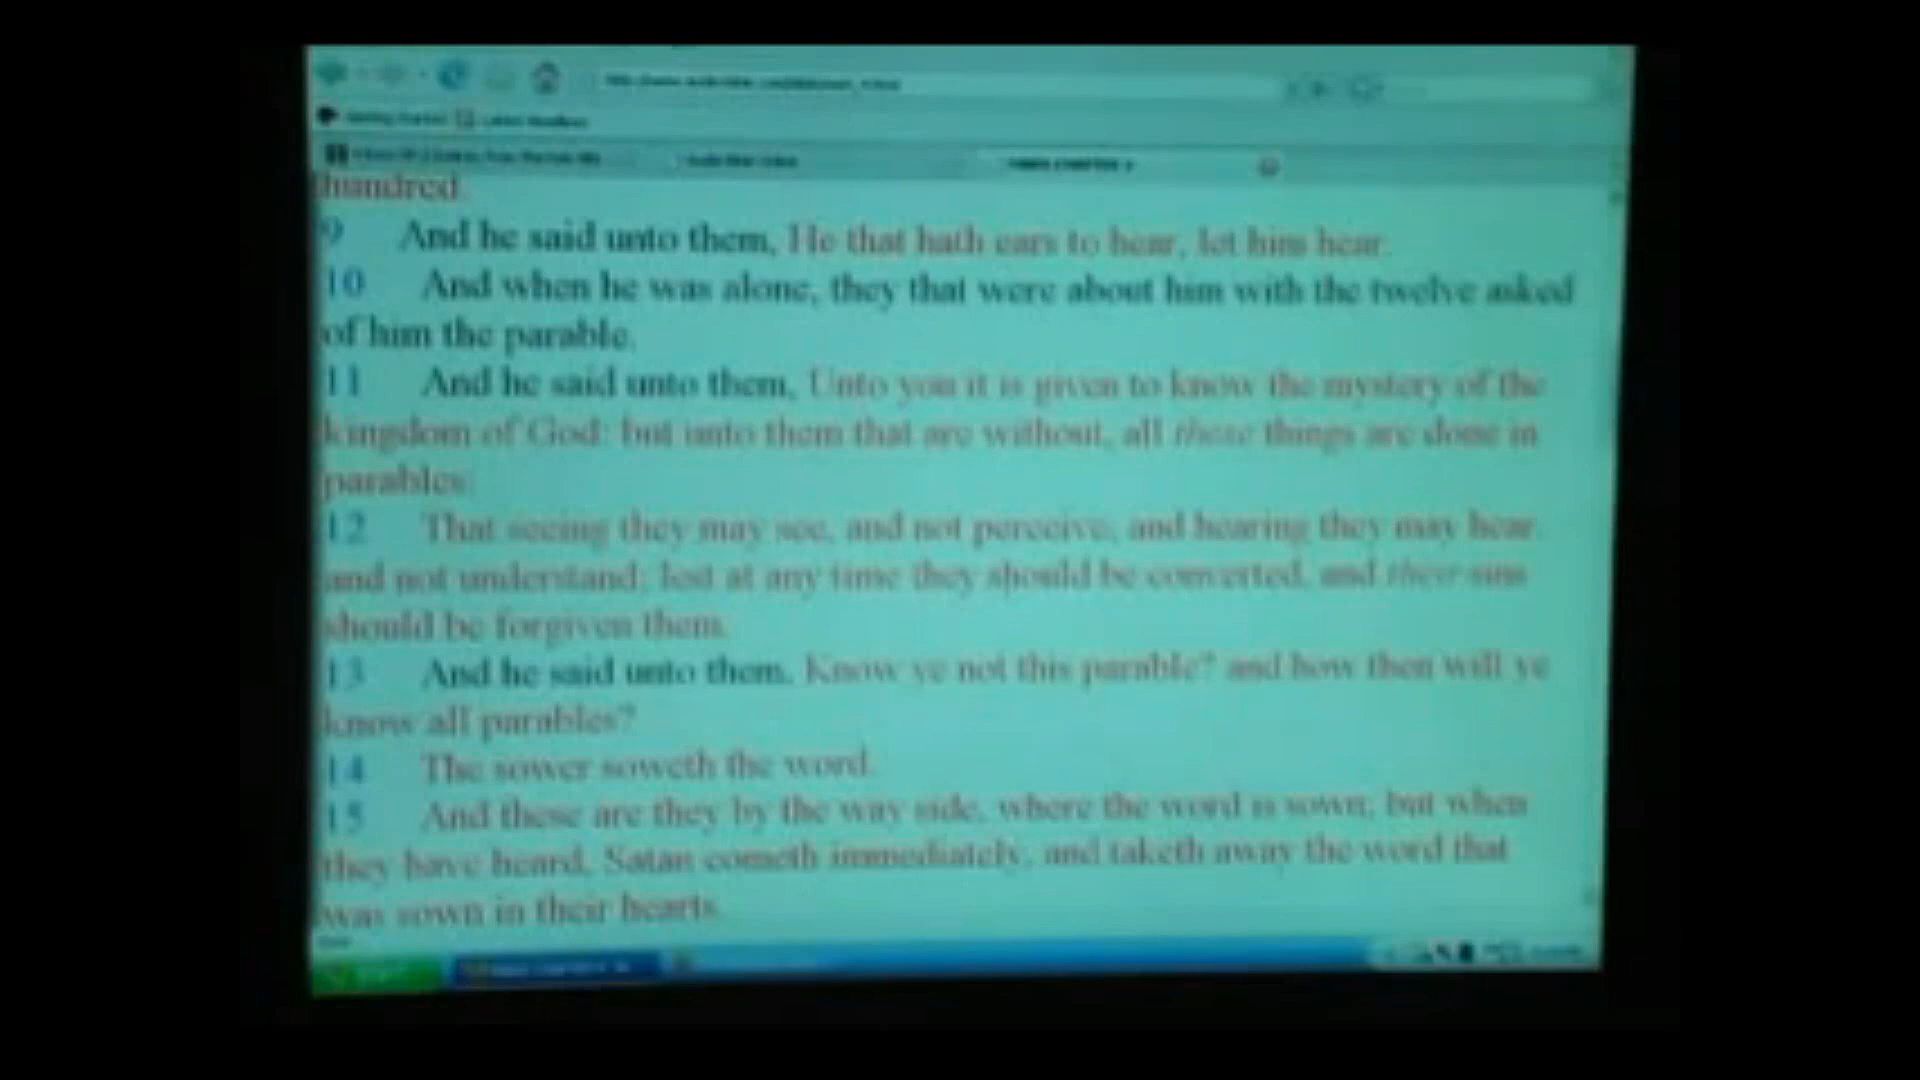 hundred.
9 And he said unto them, He that hath ears to hear, let him hear.
10 And when he was alone, they that were about him with the twelve asked
of him the parable.
11 And he said unto them, Unto you it is given to know the mystery of the
kingdom of God: but unto them that are without, all these things are done in
parables:
12 That seeing they may see, and not perceive; and hearing they may hear,
and not understand; lest at any time they should be converted, and their sins
should be forgiven them.
13 And he said unto them, Know ye not this parable? and how then will ye
know all parables?
14 The sower soweth the word.
15 And these are they by the way side, where the word is sown; but when
they have heard, Satan cometh immediately, and taketh away the word that
was sown in their hearts.